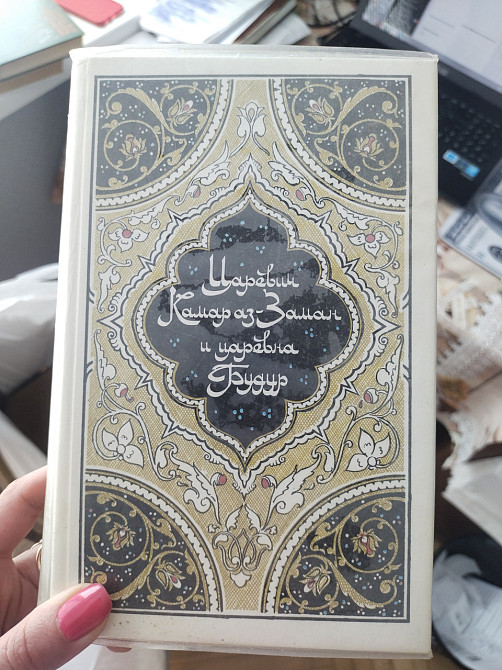 Царевич
Камар аз-Заман
и царевна
Будур